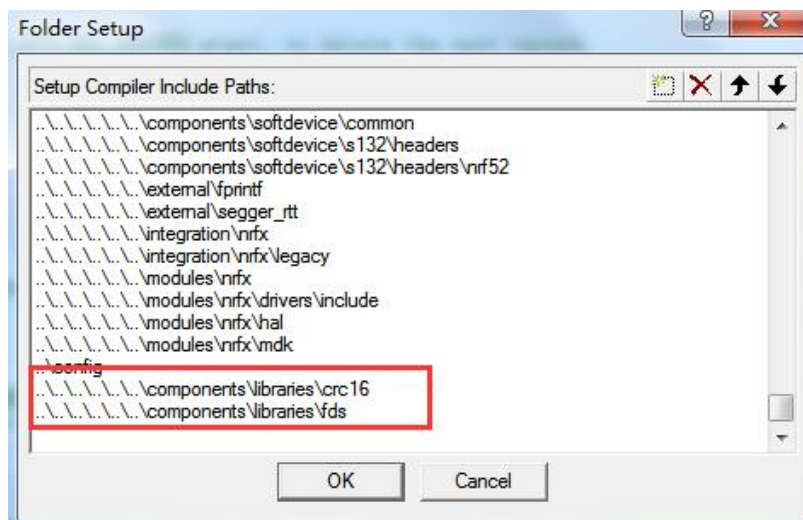 Folder Setup
Setup Compiler Include Paths:
..\..\..\..\..\..\components\softdevice\common
..\..\..\..\..\..\components\softdevice\s132\headers
..\..\..\..\..\..\components\softdevice\s132\headers\nrf52
..\..\..\..\..\..\external\fprintf
..\..\..\..\..\..\external\segger_rtt
..\..\..\..\..\..\integration\nrfx
..\..\..\..\..\..\integration\nrfx\legacy
..\..\..\..\..\..\modules\nrfx
..\..\..\..\..\..\modules\nrfx\drivers\include
..\..\..\..\..\..\modules\nrfx\hal
..\..\..\..\..\..\modules\nrfx\mdk
..\config
..\..\..\..\..\..\components\libraries\crc16
..\..\..\..\..\..\components\libraries\fds
OK
Cancel